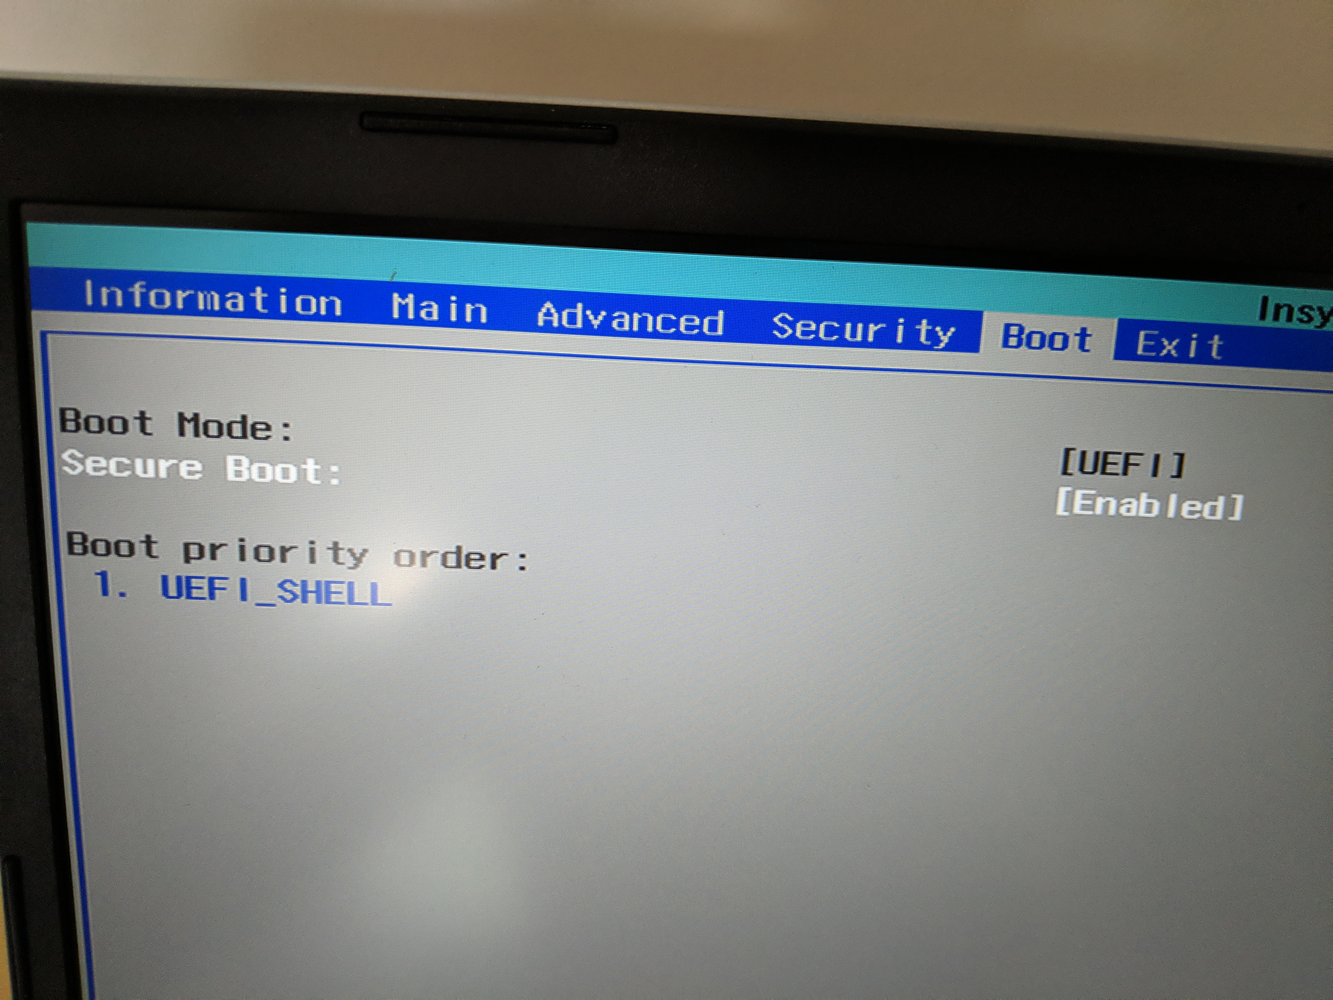 Insy
Information Main Advanced Security Boot Exit
Boot Mode: [UEFI]
Secure Boot: [Enabled]
Boot priority order:
1. UEFI_SHELL